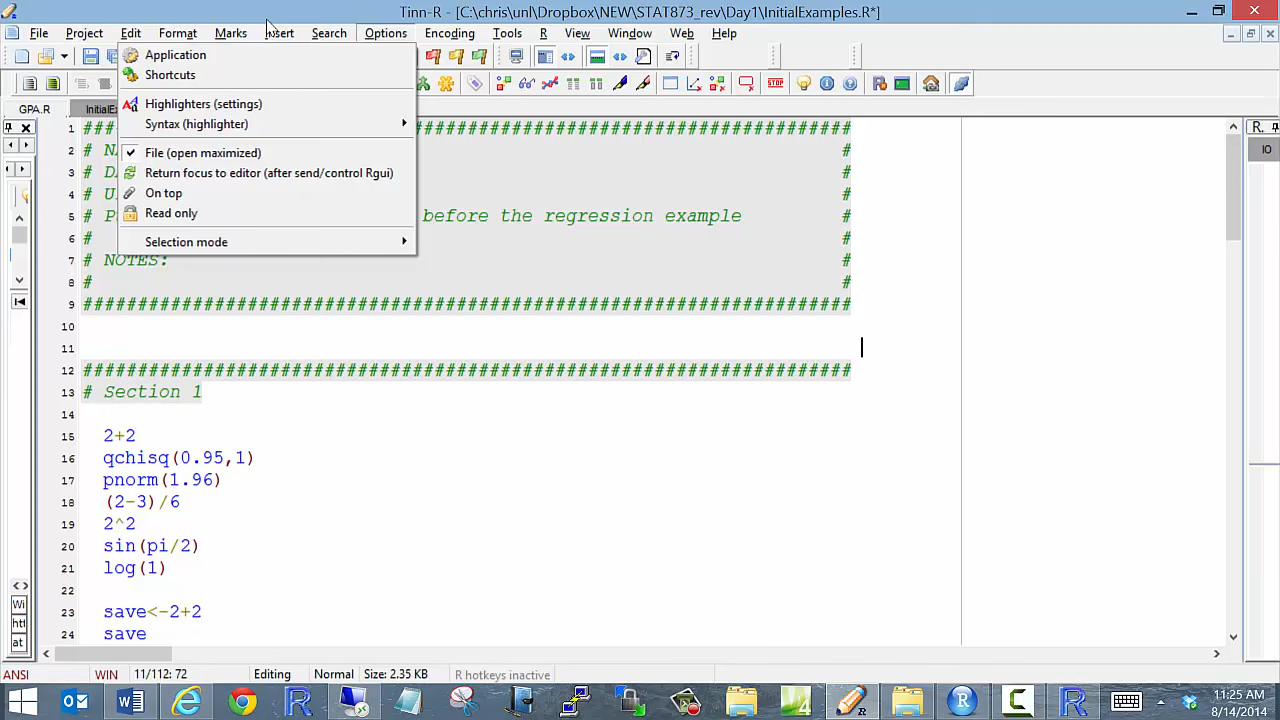 Tinn-R - [C:\chris\unl\Dropbox\NEW\STAT873_rev\Day1\InitialExamples.R*]
File Project Edit Format Marks Insert Search Options Encoding Tools R View Window Web Help
Application
Shortcuts
Highlighters (settings)
Syntax (highlighter)
File (open maximized)
Return focus to editor (after send/control Rgui)
On top
Read only
Selection mode
GPA.R
R.
IO
1 ################################################################
2 #
3 #
4 #
5 # before the regression example #
6 # #
7 # NOTES: #
8 # #
9 ################################################################
10
11
12 ################################################################
13 # Section 1
14
15 2+2
16 qchisq(0.95,1)
17 pnorm(1.96)
18 (2-3)/6
19 2^2
20 sin(pi/2)
21 log(1)
22
23 save<-2+2
24 save
Wi
htl
at
ANSI WIN 11/112: 72 Editing Normal Size: 2.35 KB R hotkeys inactive
11:25 AM
8/14/2014